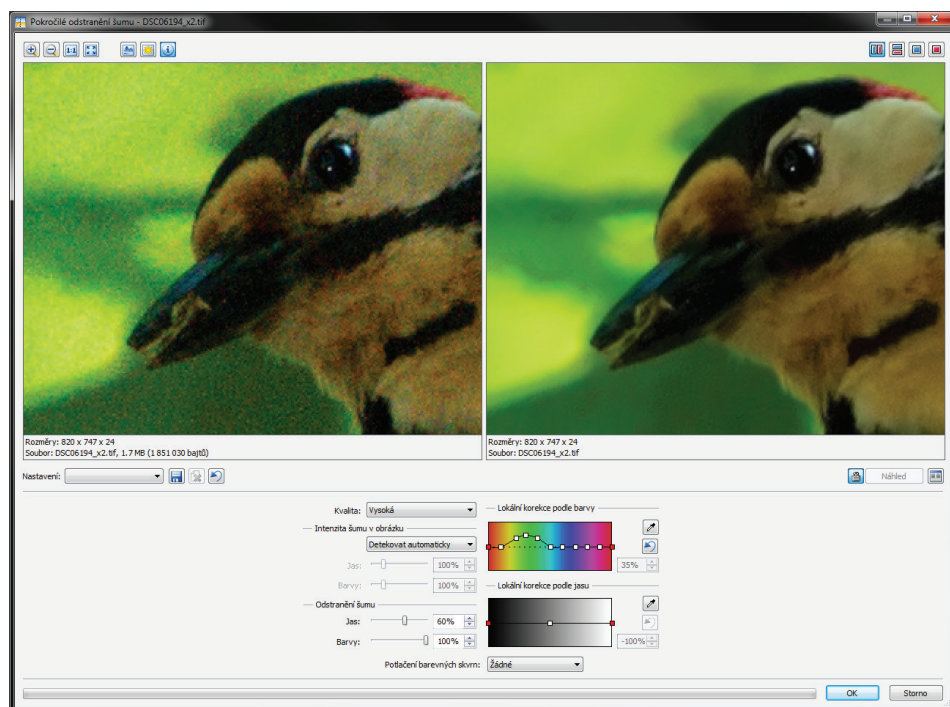 Pokročilé odstranění šumu - DSC06194_x2.tif
1:1
Rozměry: 820 x 747 x 24
Soubor: DSC06194_x2.tif, 1.7 MB (1 851 030 bajtů)
Rozměry: 820 x 747 x 24
Soubor: DSC06194_x2.tif
Nastavení:
Náhled
Kvalita: Vysoká
Intenzita šumu v obrázku
Detekovat automaticky
Jas: 100%
Barvy: 100%
Odstranění šumu
Jas: 60%
Barvy: 100%
Lokální korekce podle barvy
35%
Lokální korekce podle jasu
-100%
Potlačení barevných skvrn: Žádné
OK
Storno